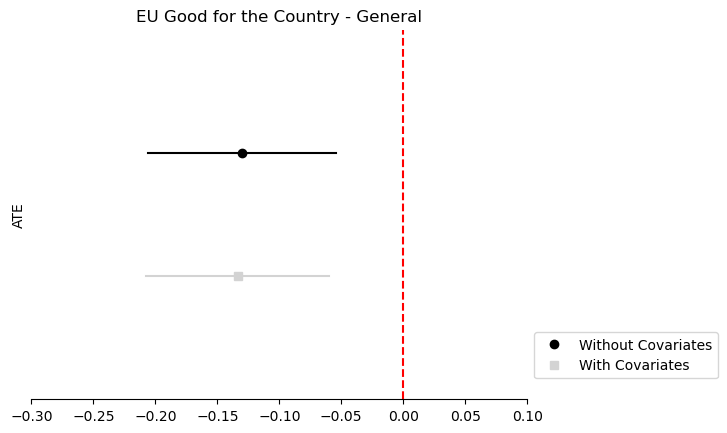 EU Good for the Country - General
ATE
Without Covariates
With Covariates
−0.30 −0.25 −0.20 −0.15 −0.10 −0.05 0.00 0.05 0.10